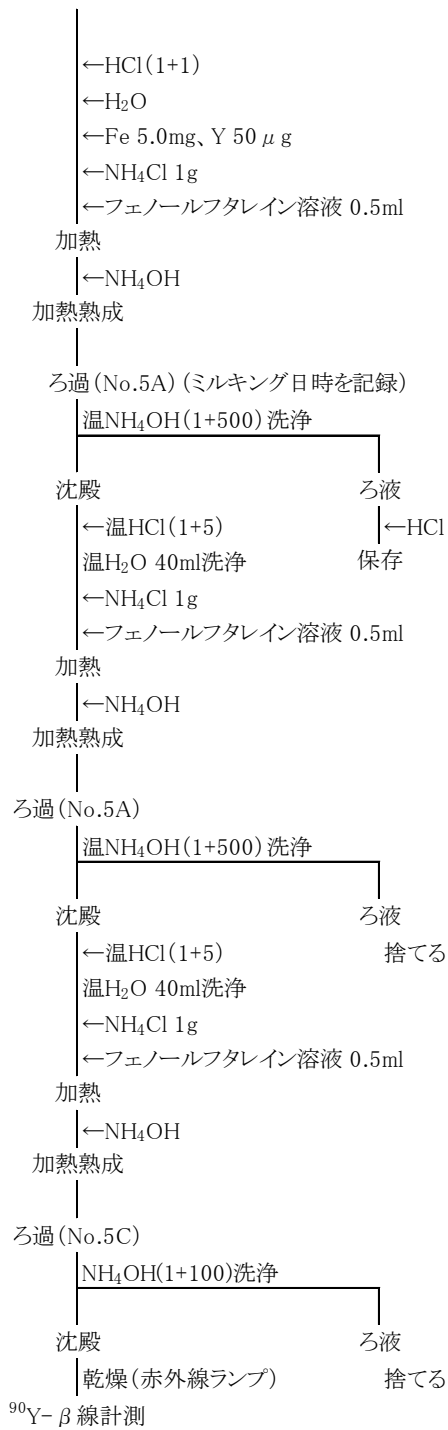 ←HCl(1+1)
←H₂O
←Fe 5.0mg、Y 50μg
←NH₄Cl 1g
←フェノールフタレイン溶液 0.5ml
加熱
←NH₄OH
加熱熟成
ろ過(No.5A)(ミルキング日時を記録)
温NH₄OH(1+500)洗浄
沈殿 ろ液
←温HCl(1+5) ←HCl
温H₂O 40ml洗浄 保存
←NH₄Cl 1g
←フェノールフタレイン溶液 0.5ml
加熱
←NH₄OH
加熱熟成
ろ過(No.5A)
温NH₄OH(1+500)洗浄
沈殿 ろ液
←温HCl(1+5) 捨てる
温H₂O 40ml洗浄
←NH₄Cl 1g
←フェノールフタレイン溶液 0.5ml
加熱
←NH₄OH
加熱熟成
ろ過(No.5C)
NH₄OH(1+100)洗浄
沈殿 ろ液
乾燥(赤外線ランプ) 捨てる
⁹⁰Y-β線計測